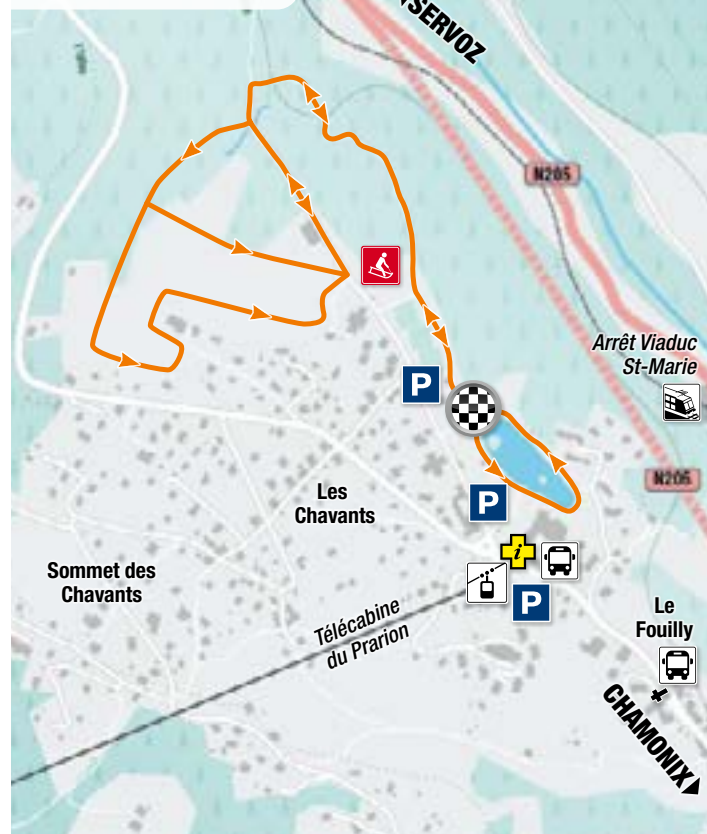 SERVOZ
N205
Arrêt Viaduc
St-Marie
P
N205
P
Les
Chavants
i
Sommet des
Chavants
P
Télécabine
du Prarion
Le
Fouilly
CHAMONIX